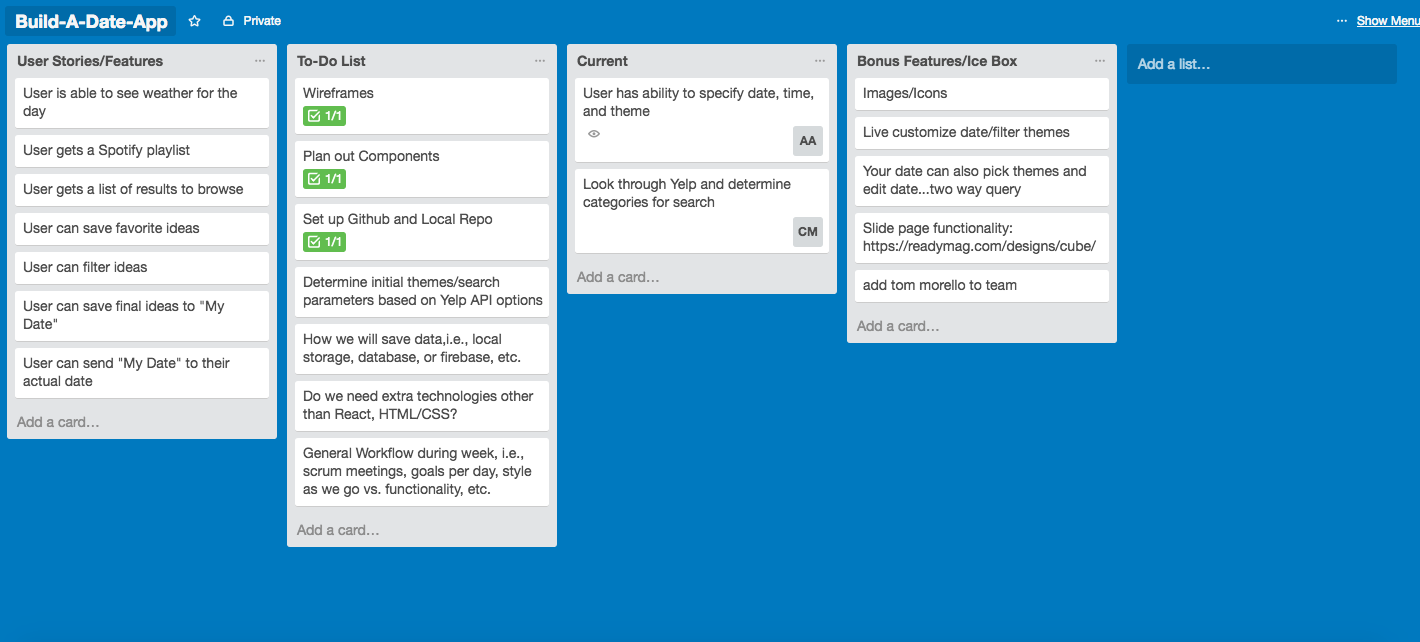 Build-A-Date-App
Private
... Show Menu
User Stories/Features
User is able to see weather for the
day
User gets a Spotify playlist
User gets a list of results to browse
User can save favorite ideas
User can filter ideas
User can save final ideas to "My
Date"
User can send "My Date" to their
actual date
Add a card...
To-Do List
Wireframes
1/1
Plan out Components
1/1
Set up Github and Local Repo
1/1
Determine initial themes/search
parameters based on Yelp API options
How we will save data,i.e., local
storage, database, or firebase, etc.
Do we need extra technologies other
than React, HTML/CSS?
General Workflow during week, i.e.,
scrum meetings, goals per day, style
as we go vs. functionality, etc.
Add a card...
Current
User has ability to specify date, time,
and theme
AA
Look through Yelp and determine
categories for search
CM
Add a card...
Bonus Features/Ice Box
Images/Icons
Live customize date/filter themes
Your date can also pick themes and
edit date...two way query
Slide page functionality:
https://readymag.com/designs/cube/
add tom morello to team
Add a card...
Add a list...